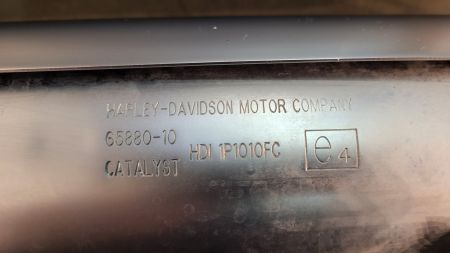 HARLEY-DAVIDSON MOTOR COMPANY
65880-10
HDI 1P1010FC
CATALYST
e4